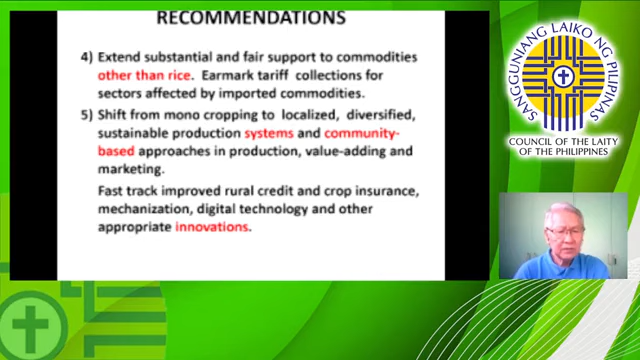 RECOMMENDATIONS
4) Extend substantial and fair support to commodities
other than rice. Earmark tariff collections for
sectors affected by imported commodities.
5) Shift from mono cropping to localized, diversified,
sustainable production systems and community-
based approaches in production, value-adding and
marketing.
Fast track improved rural credit and crop insurance,
mechanization, digital technology and other
appropriate innovations.
SANGGUNIANG LAIKO NG PILIPINAS
COUNCIL OF THE LAITY
OF THE PHILIPPINES